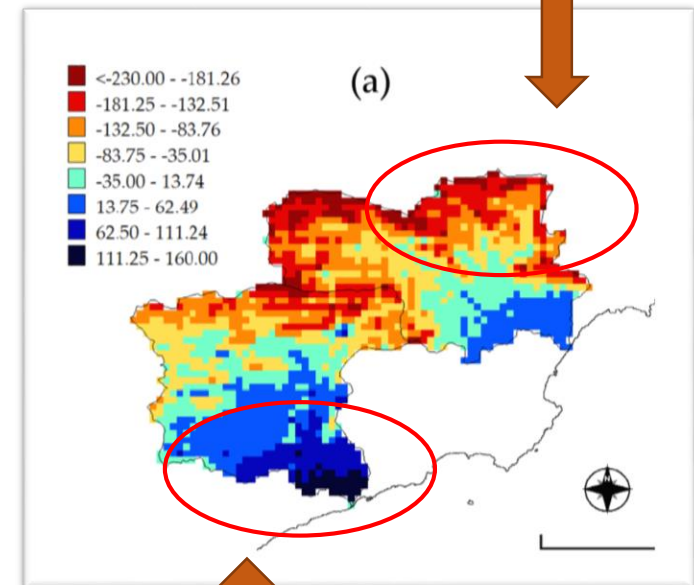 (a)
<-230.00 - -181.26
-181.25 - -132.51
-132.50 - -83.76
-83.75 - -35.01
-35.00 - 13.74
13.75 - 62.49
62.50 - 111.24
111.25 - 160.00